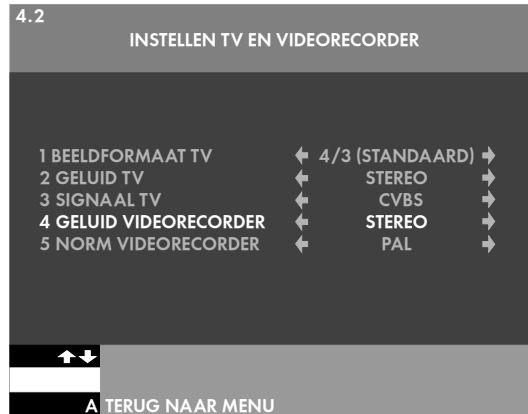 4.2
INSTELLEN TV EN VIDEORECORDER
1 BEELDFORMAAT TV 4/3 (STANDAARD)
2 GELUID TV STEREO
3 SIGNAAL TV CVBS
4 GELUID VIDEORECORDER STEREO
5 NORM VIDEORECORDER PAL
A TERUG NAAR MENU